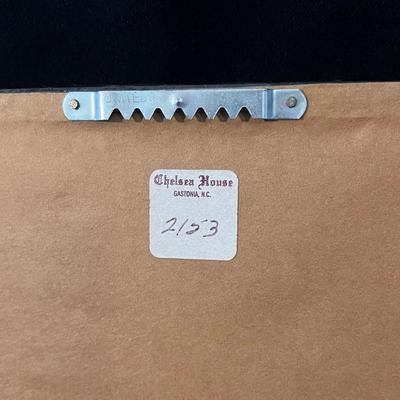 Chelsea House
GASTONIA, N.C.
2153